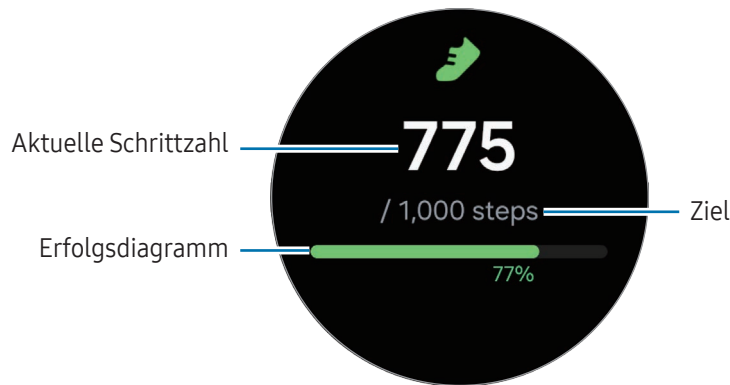 Aktuelle Schrittzahl
775
/ 1,000 steps
Ziel
Erfolgsdiagramm
77%